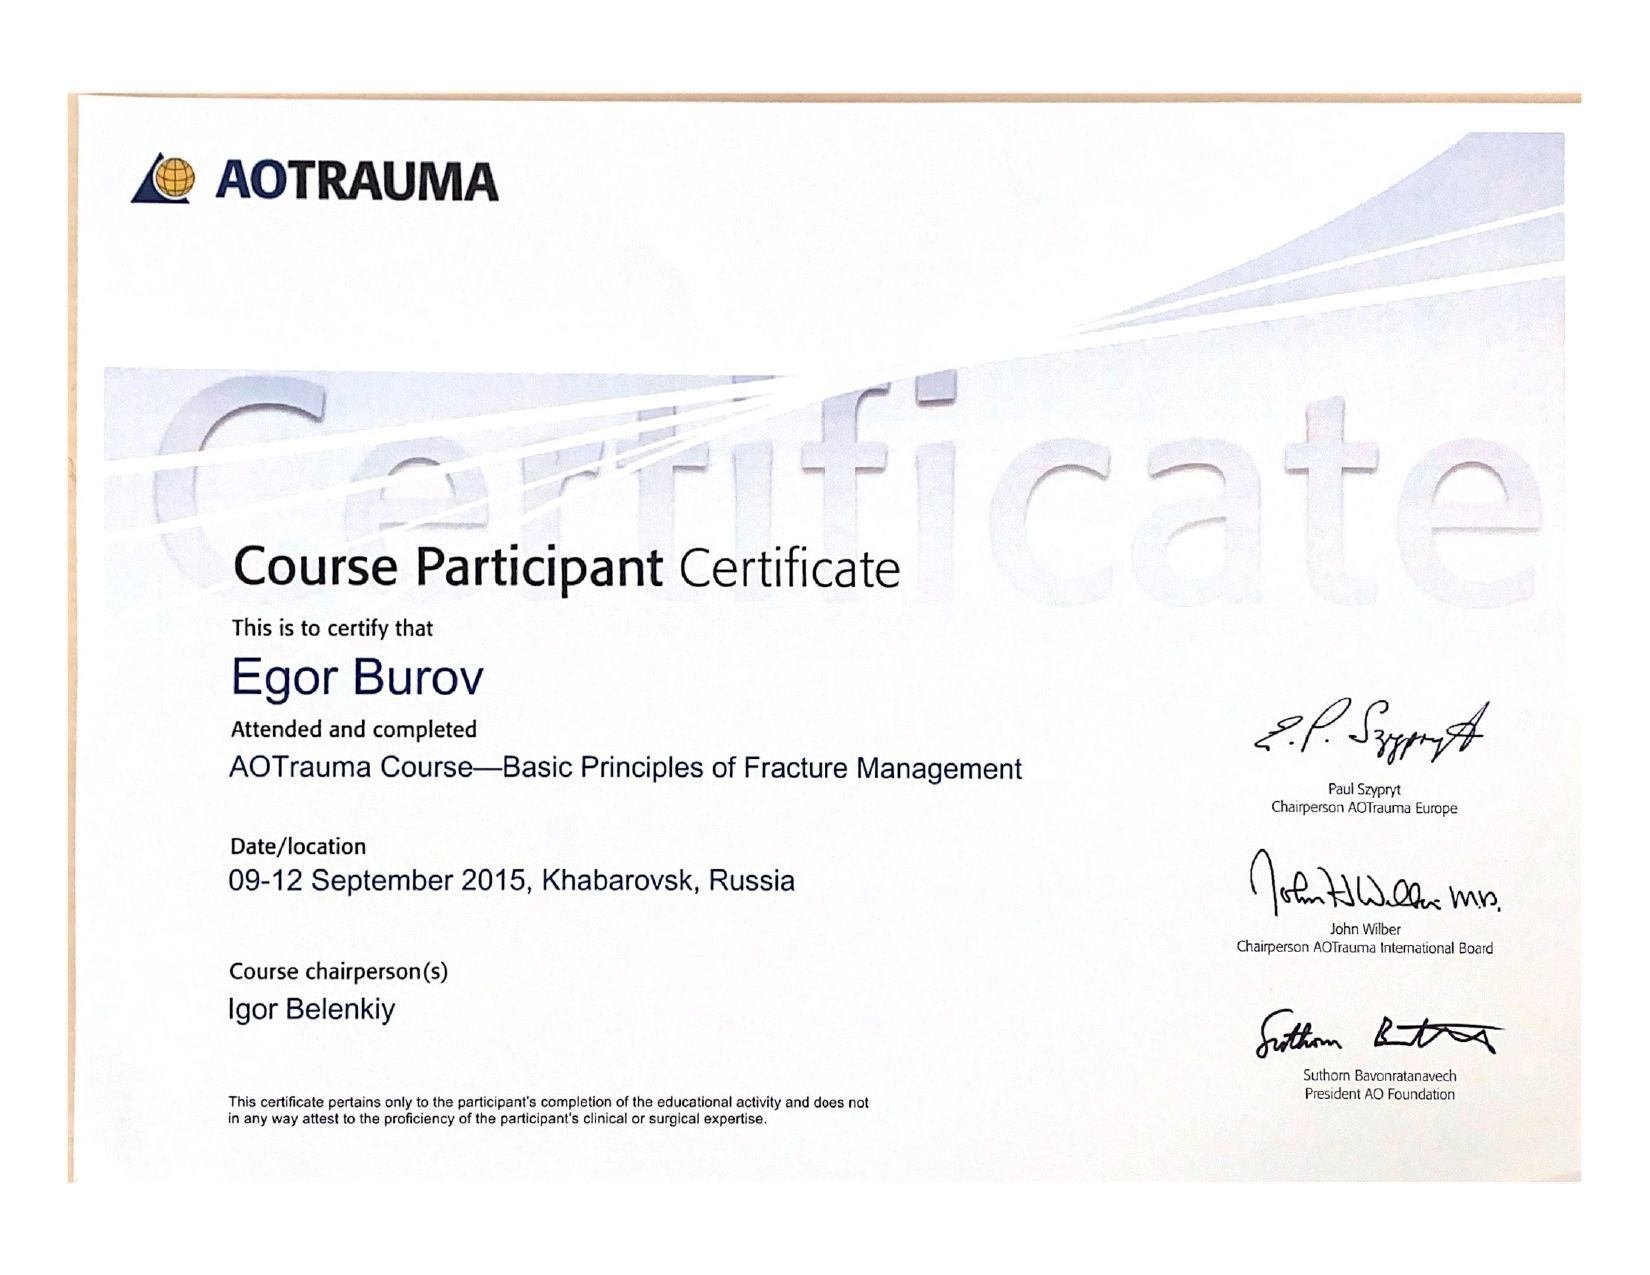 AOTRAUMA
Certificate
Course Participant Certificate
This is to certify that
Egor Burov
Attended and completed
AOTrauma Course—Basic Principles of Fracture Management
Date/location
09-12 September 2015, Khabarovsk, Russia
Course chairperson(s)
Igor Belenkiy
This certificate pertains only to the participant's completion of the educational activity and does not
in any way attest to the proficiency of the participant's clinical or surgical expertise.
E.P. Szypryt
Paul Szypryt
Chairperson AOTrauma Europe
John H Wilber M.D.
John Wilber
Chairperson AOTrauma International Board
Suthorn
Suthorn Bavonratanavech
President AO Foundation